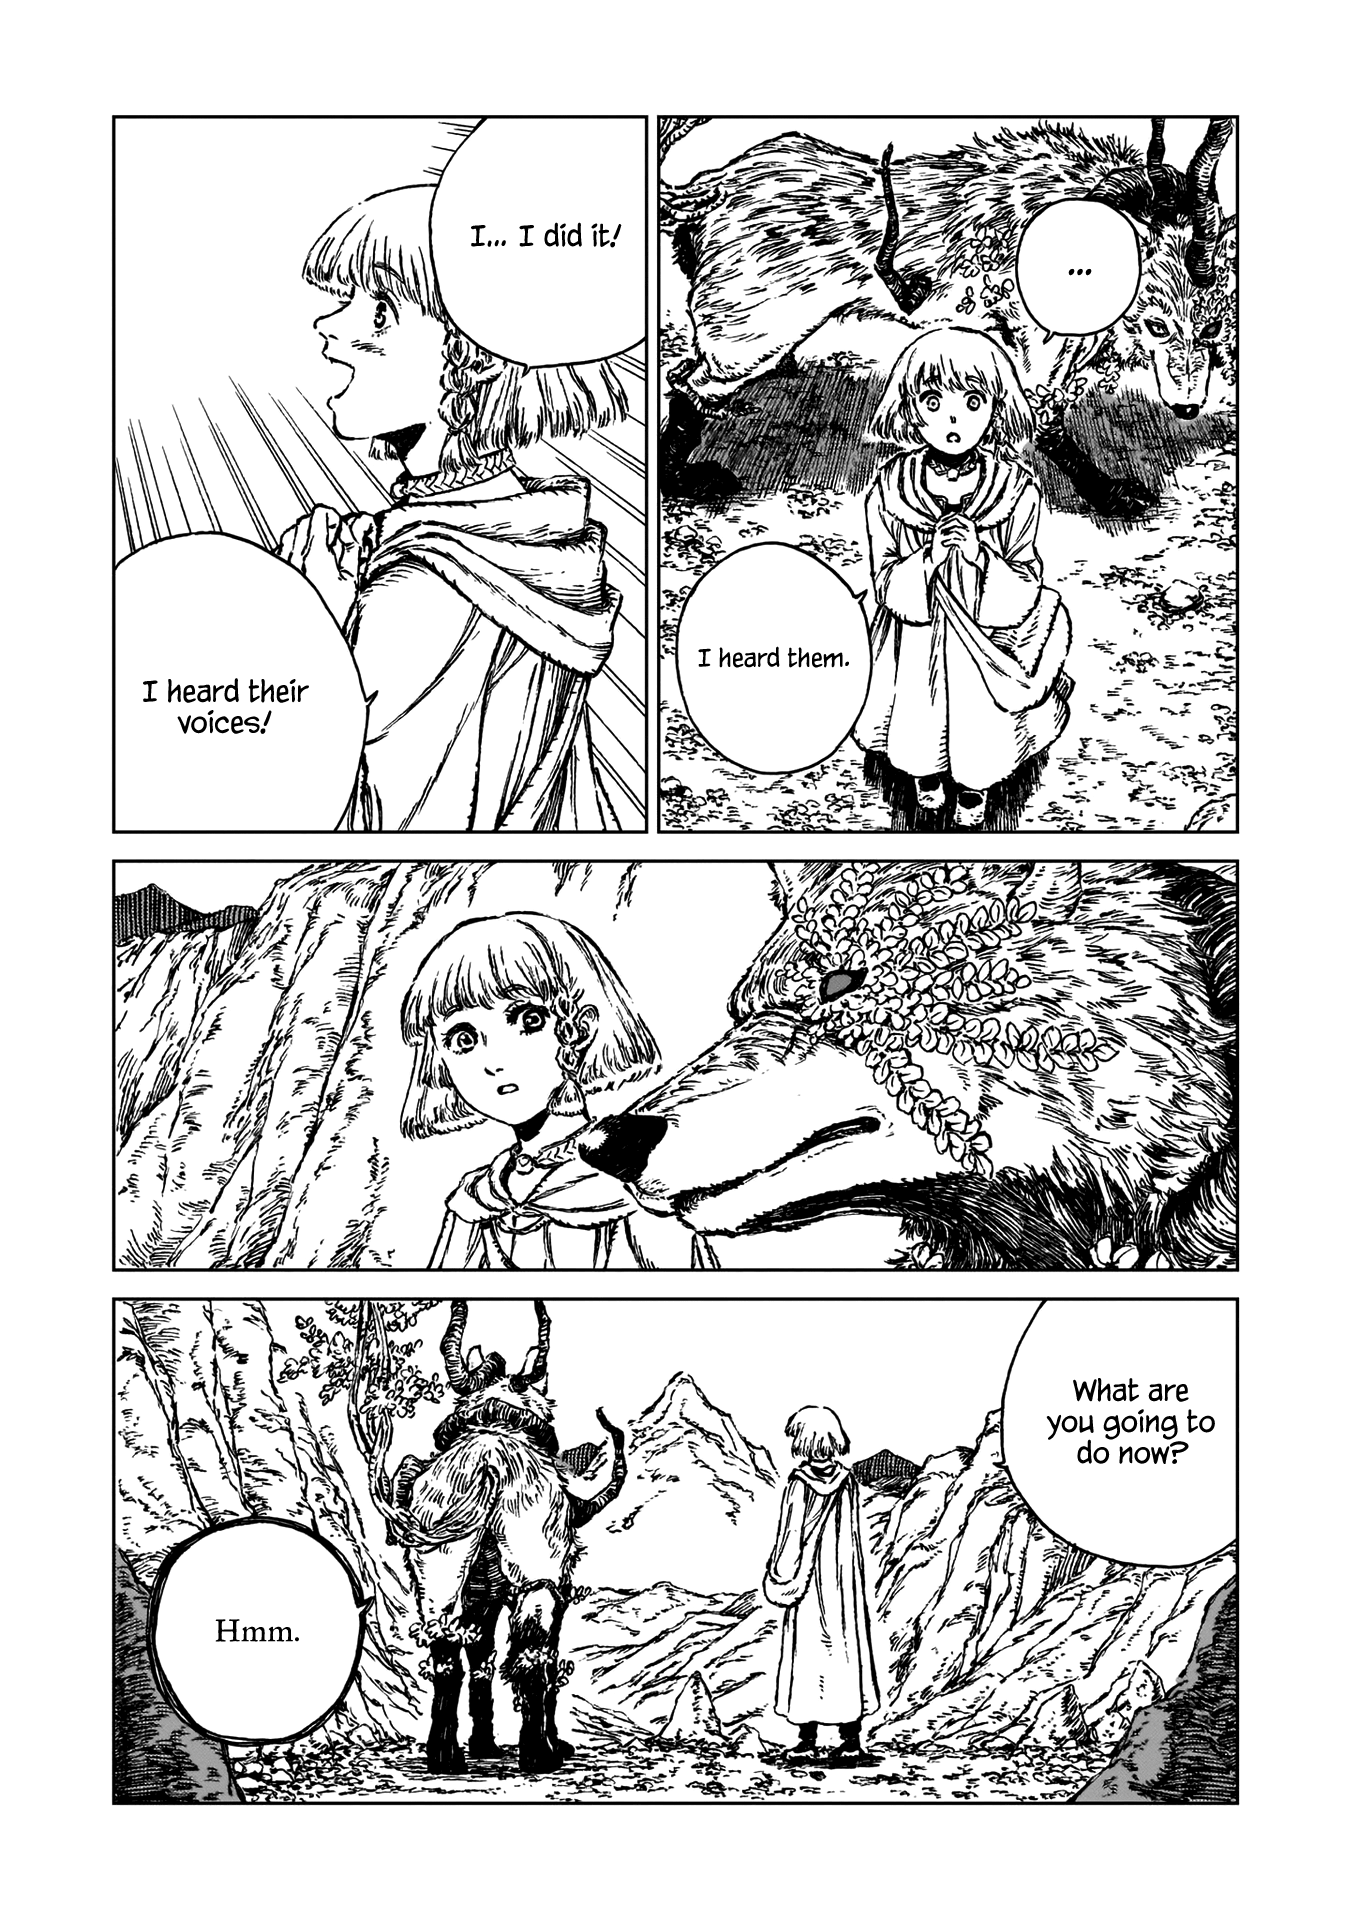 ...
I heard them.
I... I did it!
I heard their
voices!
What are
you going to
do now?
Hmm.